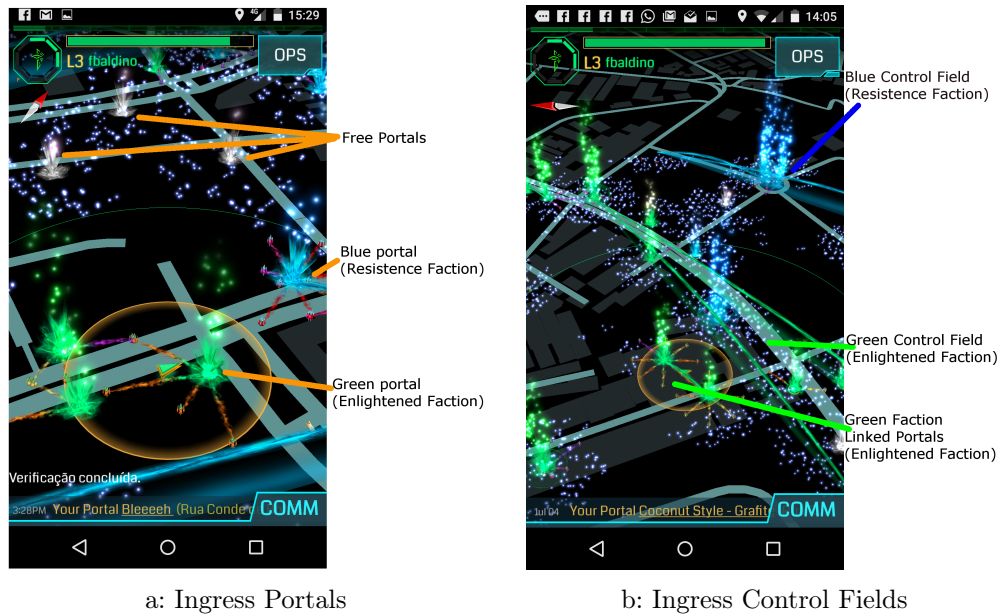 4G 15:29
L3 fbaldino
OPS
Free Portals
Blue portal
(Resistence Faction)
Green portal
(Enlightened Faction)
Verificação concluída.
3:28PM Your Portal Bleeeeh (Rua Conde
COMM
a: Ingress Portals
14:05
L3 fbaldino
OPS
Blue Control Field
(Resistence Faction)
Green Control Field
(Enlightened Faction)
Green Faction
Linked Portals
(Enlightened Faction)
Your Portal Coconut Style - Grafit
COMM
b: Ingress Control Fields